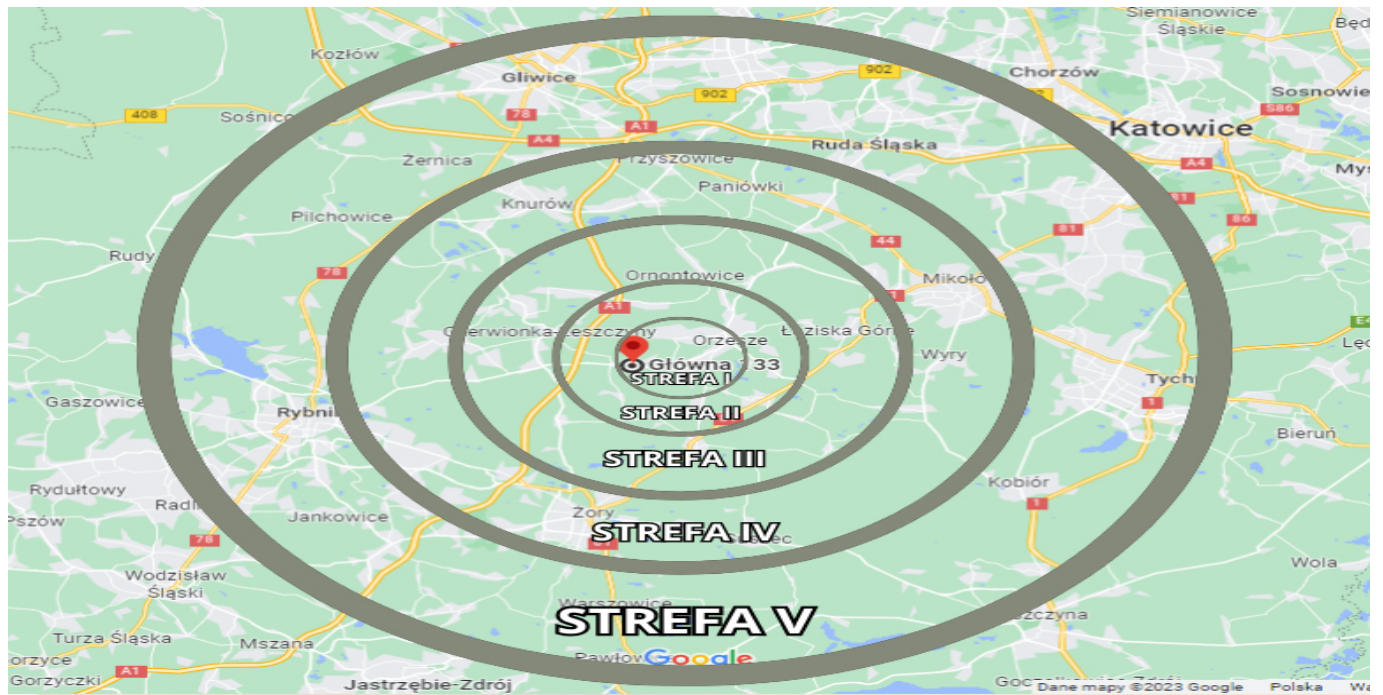 Siemianowice
Śląskie
Kozłów
Gliwice
902
Chorzów
902
Sosnowie
408
Sośnic
78
A1
S86
A4
Katowice
Żernica
Przyszowice
Ruda Śląska
A4
Paniówki
Mys
Pilchowice
Knurów
81
86
44
81
Rudy
78
Ornontowice
Mikoło
A1
Czerwionka-Leszczyny
Orzesze
Łaziska Górne
Główna 133
Wyry
STREFA I
Tych
Gaszowice
Rybni
STREFA II
1
Bieruń
STREFA III
Rydułtowy
Kobiór
Pszów
Radl
Jankowice
Żory
1
STREFA IV
78
Wodzisław
Śląski
Wola
Warszowice
STREFA V
Turza Śląska
Mszana
Pawłow
Google
orzyce
Gorzyczki
A1
Jastrzębie-Zdrój
Dane mapy ©2023 Google
Polska